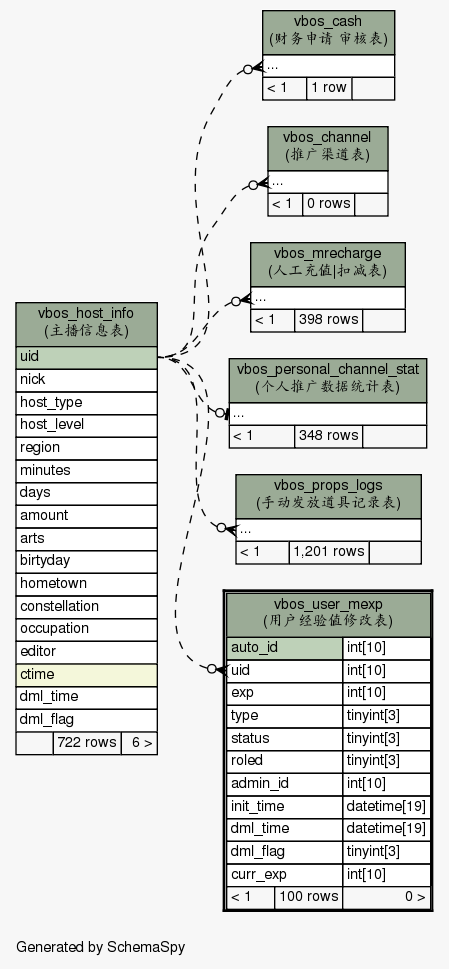 vbos_cash
(财务申请 审核表)
...
< 1 1 row
vbos_channel
(推广渠道表)
...
< 1 0 rows
vbos_mrecharge
(人工充值|扣减表)
...
< 1 398 rows
vbos_host_info
(主播信息表)
uid
nick
host_type
host_level
region
minutes
days
amount
arts
birtyday
hometown
constellation
occupation
editor
ctime
dml_time
dml_flag
722 rows 6 >
vbos_personal_channel_stat
(个人推广数据统计表)
...
< 1 348 rows
vbos_props_logs
(手动发放道具记录表)
...
< 1 1,201 rows
vbos_user_mexp
(用户经验值修改表)
auto_id int[10]
uid int[10]
exp int[10]
type tinyint[3]
status tinyint[3]
roled tinyint[3]
admin_id int[10]
init_time datetime[19]
dml_time datetime[19]
dml_flag tinyint[3]
curr_exp int[10]
< 1 100 rows 0 >
Generated by SchemaSpy